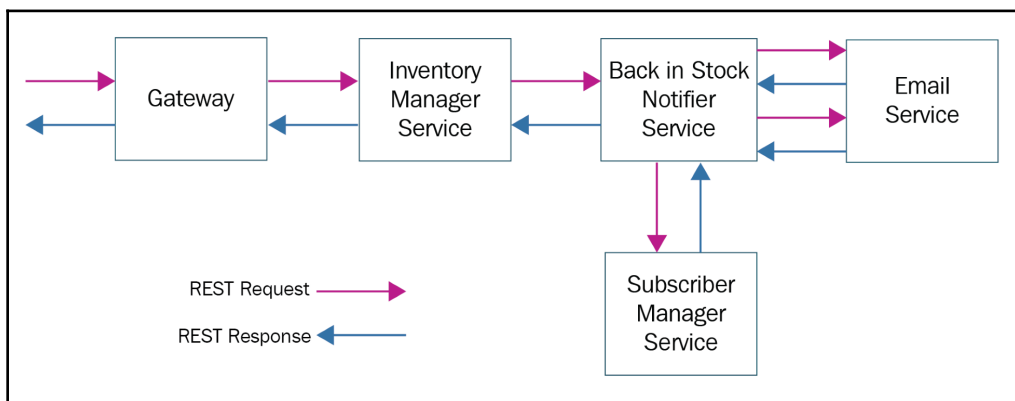 Gateway
Inventory
Manager
Service
Back in Stock
Notifier
Service
Email
Service
Subscriber
Manager
Service
REST Request
REST Response